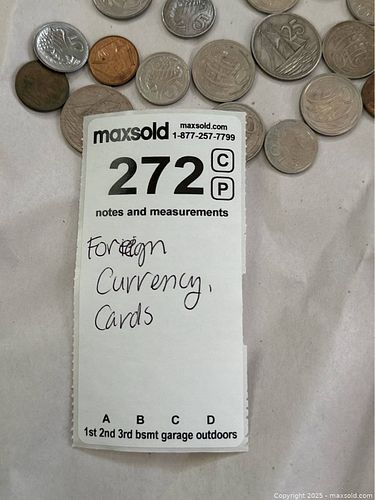 25
maxsold maxsold.com
1-877-257-7799
272 C
P
notes and measurements
Foreign
Currency,
Cards
A B C D
1st 2nd 3rd bsmt garage outdoors
Copyright 2025 - maxsold.com